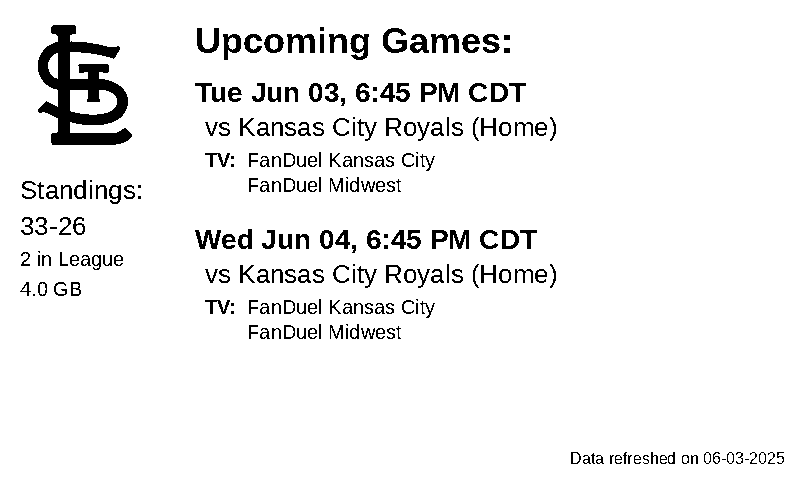 STL
Standings:
33-26
2 in League
4.0 GB
Upcoming Games:
Tue Jun 03, 6:45 PM CDT
vs Kansas City Royals (Home)
TV: FanDuel Kansas City
FanDuel Midwest
Wed Jun 04, 6:45 PM CDT
vs Kansas City Royals (Home)
TV: FanDuel Kansas City
FanDuel Midwest
Data refreshed on 06-03-2025